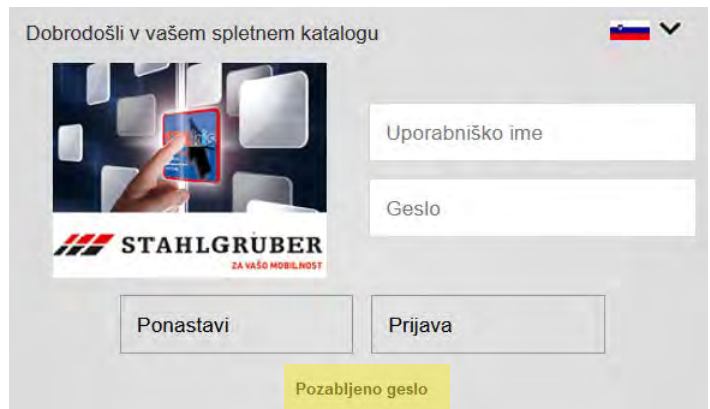 Dobrodošli v vašem spletnem katalogu
Uporabniško ime
Geslo
STAHLGRUBER
ZA VAŠO MOBILNOST
Ponastavi
Prijava
Pozabljeno geslo